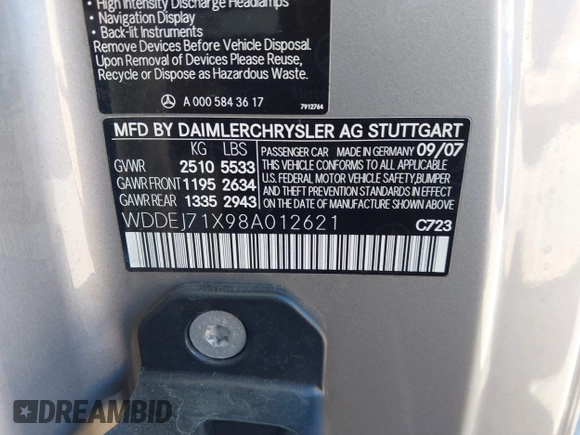 • High Intensity Discharge Headlamps
• Navigation Display
• Back-lit Instruments
Remove Devices Before Vehicle Disposal.
Upon Removal of Devices Please Reuse,
Recycle or Dispose as Hazardous Waste.
A 000 584 36 17 7912764
MFD BY DAIMLERCHRYSLER AG STUTTGART
KG LBS PASSENGER CAR MADE IN GERMANY 09/07
GVWR 2510 5533 THIS VEHICLE CONFORMS TO ALL APPLICABLE
GAWR FRONT 1195 2634 U.S. FEDERAL MOTOR VEHICLE SAFETY, BUMPER
GAWR REAR 1335 2943 AND THEFT PREVENTION STANDARDS IN EFFECT
ON THE DATE OF MANUFACTURE SHOWN ABOVE.
WDDEJ71X98A012621 C723
DREAMBID